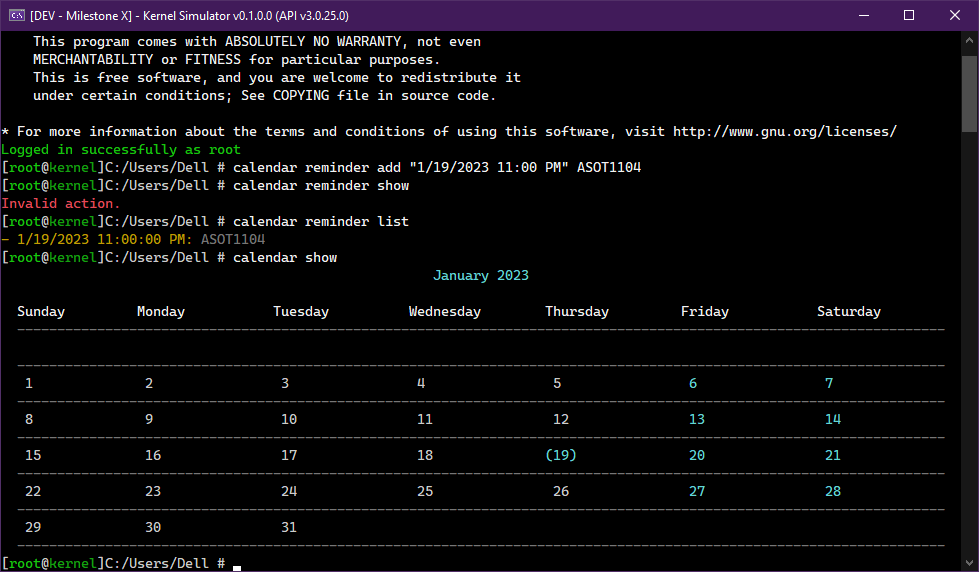 [DEV - Milestone X] - Kernel Simulator v0.1.0.0 (API v3.0.25.0)
This program comes with ABSOLUTELY NO WARRANTY, not even
MERCHANTABILITY or FITNESS for particular purposes.
This is free software, and you are welcome to redistribute it
under certain conditions; See COPYING file in source code.
* For more information about the terms and conditions of using this software, visit http://www.gnu.org/licenses/
Logged in successfully as root
[root@kernel]C:/Users/Dell # calendar reminder add "1/19/2023 11:00 PM" ASOT1104
[root@kernel]C:/Users/Dell # calendar reminder show
Invalid action.
[root@kernel]C:/Users/Dell # calendar reminder list
- 1/19/2023 11:00:00 PM: ASOT1104
[root@kernel]C:/Users/Dell # calendar show
January 2023
Sunday Monday Tuesday Wednesday Thursday Friday Saturday
1 2 3 4 5 6 7
8 9 10 11 12 13 14
15 16 17 18 (19) 20 21
22 23 24 25 26 27 28
29 30 31
[root@kernel]C:/Users/Dell #